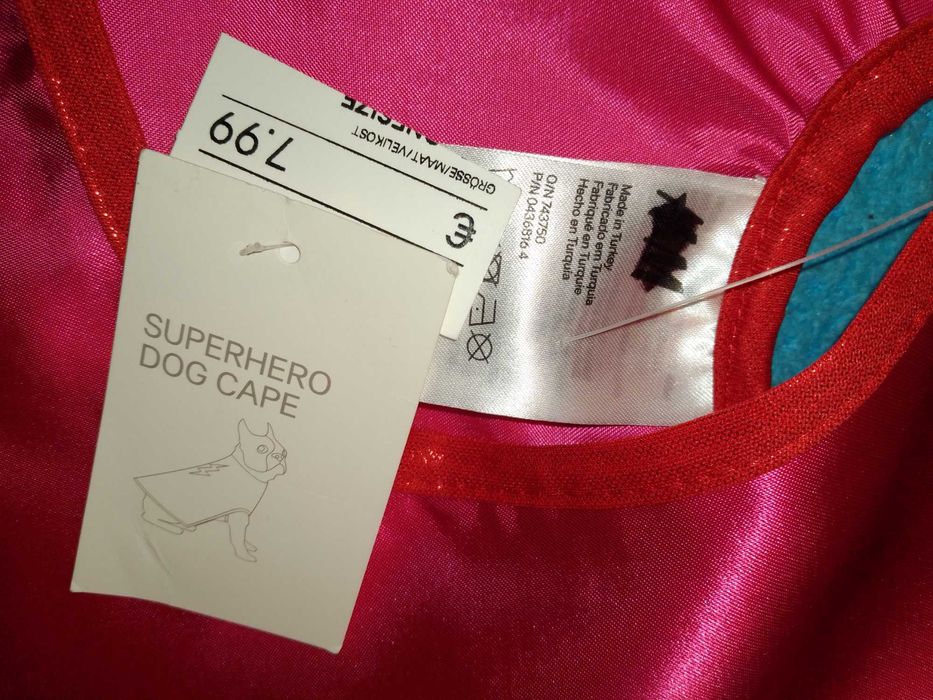 SUPERHERO
DOG CAPE
€
7.99
GRÖSSE/MAAT/VELIKOST
ONESIZE
Made in Turkey
Fabricado em Turquia
Fabriqué en Turquie
Hecho en Turquia
O/N 743750
P/N 0436816 4